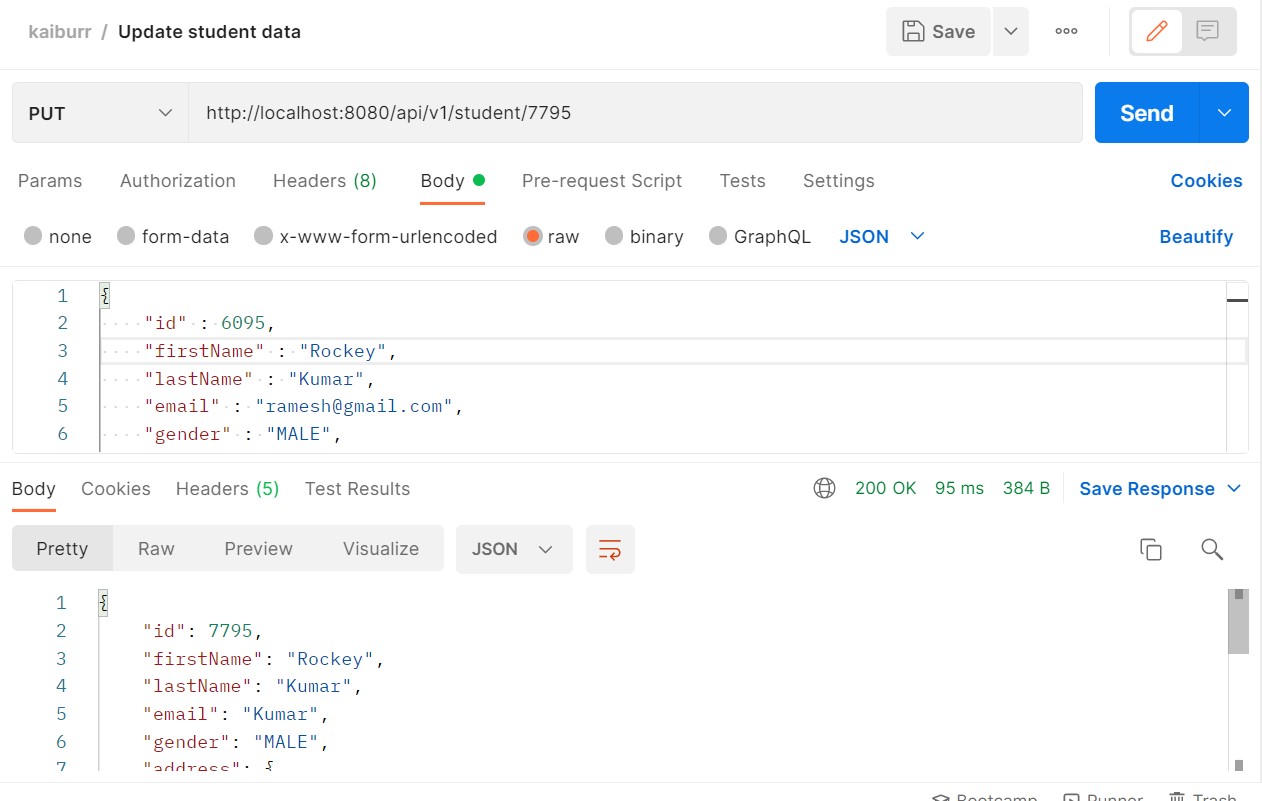 kaiburr / Update student data
Save
PUT
http://localhost:8080/api/v1/student/7795
Send
Params Authorization Headers (8) Body Pre-request Script Tests Settings Cookies
none form-data x-www-form-urlencoded raw binary GraphQL JSON Beautify
1 {
2 "id" : 6095,
3 "firstName" : "Rockey",
4 "lastName" : "Kumar",
5 "email" : "ramesh@gmail.com",
6 "gender" : "MALE",
Body Cookies Headers (5) Test Results 200 OK 95 ms 384 B Save Response
Pretty Raw Preview Visualize JSON
1 {
2 "id": 7795,
3 "firstName": "Rockey",
4 "lastName": "Kumar",
5 "email": "Kumar",
6 "gender": "MALE",
7 "address": {
Bootcamp Runner Trash